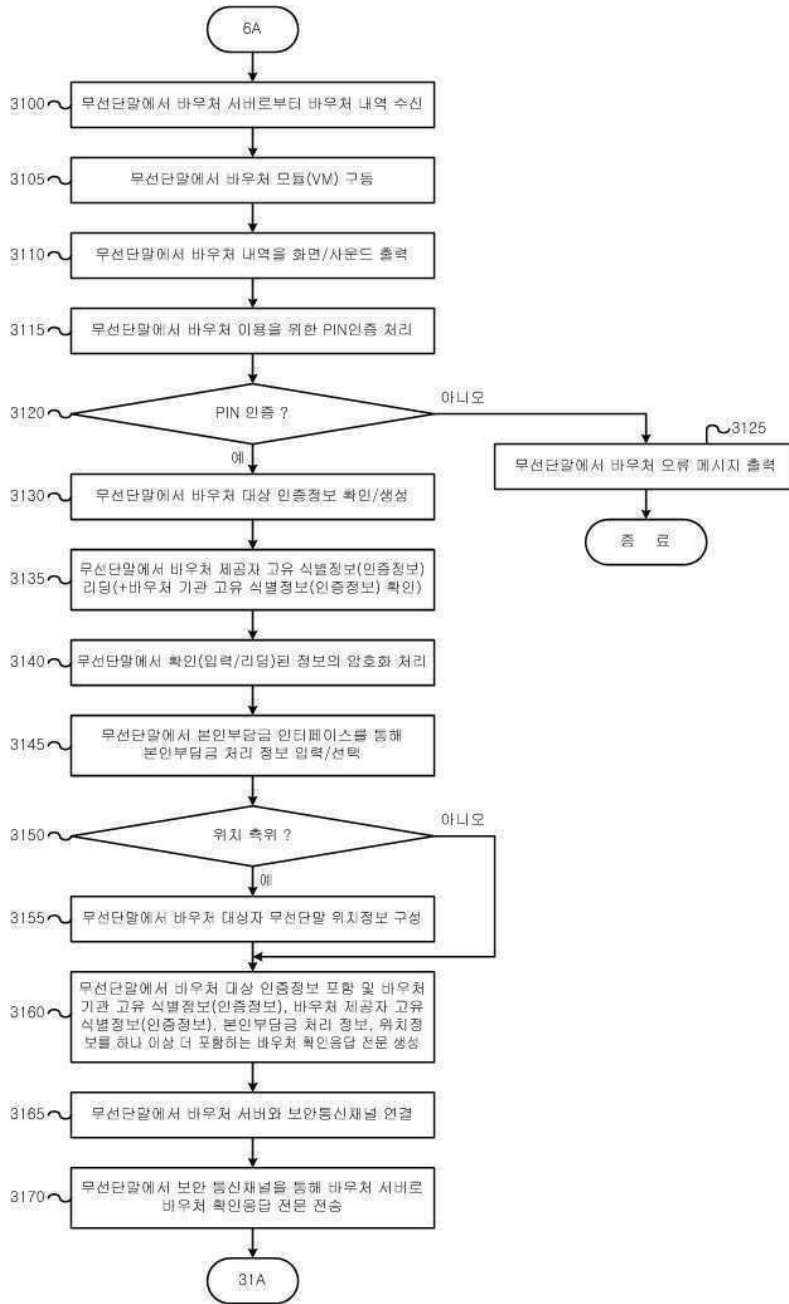 6A
3100
무선단말에서 바우처 서버로부터 바우처 내역 수신
3105
무선단말에서 바우처 모듈(VM) 구동
3110
무선단말에서 바우처 내역을 화면/사운드 출력
3115
무선단말에서 바우처 이용을 위한 PIN인증 처리
3120
PIN 인증 ?
아니오
예
3125
무선단말에서 바우처 오류 메시지 출력
종 료
3130
무선단말에서 바우처 대상 인증정보 확인/생성
3135
무선단말에서 바우처 제공자 고유 식별정보(인증정보)
리딩(+바우처 기관 고유 식별정보(인증정보) 확인)
3140
무선단말에서 확인(입력/리딩)된 정보의 암호화 처리
3145
무선단말에서 본인부담금 인터페이스를 통해
본인부담금 처리 정보 입력/선택
3150
위치 측위 ?
아니오
예
3155
무선단말에서 바우처 대상자 무선단말 위치정보 구성
3160
무선단말에서 바우처 대상 인증정보 포함 및 바우처
기관 고유 식별정보(인증정보), 바우처 제공자 고유
식별정보(인증정보), 본인부담금 처리 정보, 위치정
보를 하나 이상 더 포함하는 바우처 확인응답 전문 생성
3165
무선단말에서 바우처 서버와 보안통신채널 연결
3170
무선단말에서 보안 통신채널을 통해 바우처 서버로
바우처 확인응답 전문 전송
31A